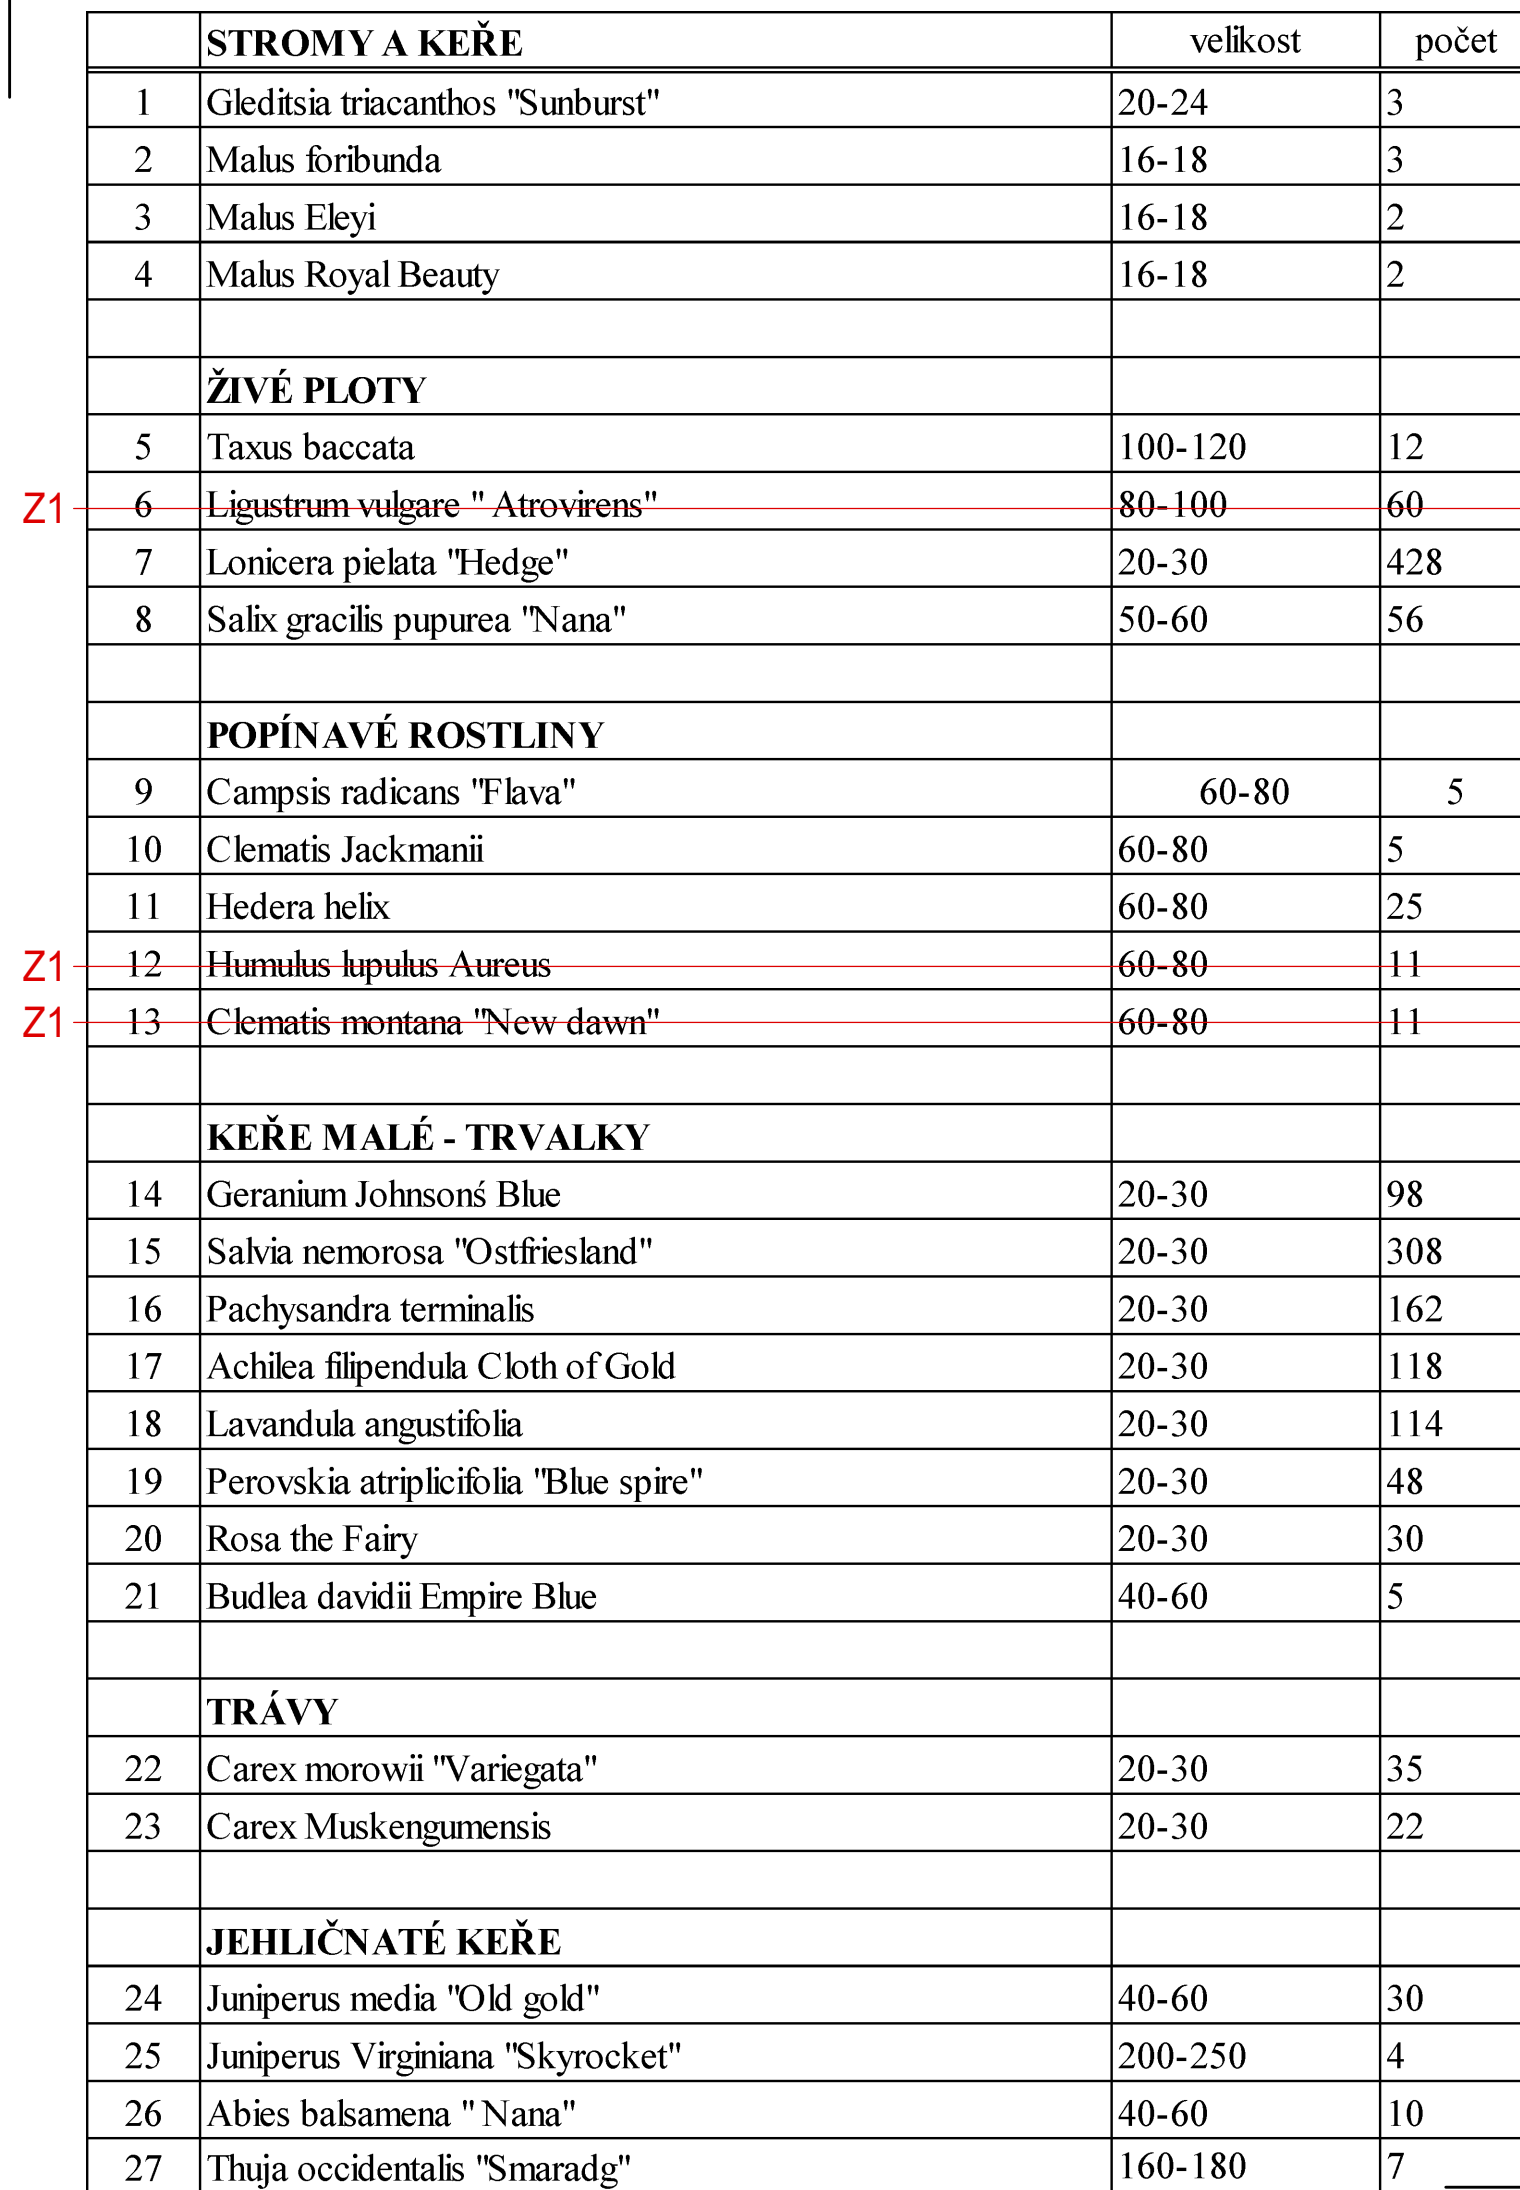 STROMY A KEŘE velikost počet
1 Gleditsia triacanthos "Sunburst" 20-24 3
2 Malus foribunda 16-18 3
3 Malus Eleyi 16-18 2
4 Malus Royal Beauty 16-18 2
ŽIVÉ PLOTY
5 Taxus baccata 100-120 12
Z1 6 Ligustrum vulgare " Atrovirens" 80-100 60
7 Lonicera pielata "Hedge" 20-30 428
8 Salix gracilis pupurea "Nana" 50-60 56
POPÍNAVÉ ROSTLINY
9 Campsis radicans "Flava" 60-80 5
10 Clematis Jackmanii 60-80 5
11 Hedera helix 60-80 25
Z1 12 Humulus lupulus Aureus 60-80 11
Z1 13 Clematis montana "New dawn" 60-80 11
KEŘE MALÉ - TRVALKY
14 Geranium Johnsonś Blue 20-30 98
15 Salvia nemorosa "Ostfriesland" 20-30 308
16 Pachysandra terminalis 20-30 162
17 Achilea filipendula Cloth of Gold 20-30 118
18 Lavandula angustifolia 20-30 114
19 Perovskia atriplicifolia "Blue spire" 20-30 48
20 Rosa the Fairy 20-30 30
21 Budlea davidii Empire Blue 40-60 5
TRÁVY
22 Carex morowii "Variegata" 20-30 35
23 Carex Muskengumensis 20-30 22
JEHLIČNATÉ KEŘE
24 Juniperus media "Old gold" 40-60 30
25 Juniperus Virginiana "Skyrocket" 200-250 4
26 Abies balsamena " Nana" 40-60 10
27 Thuja occidentalis "Smaradg" 160-180 7